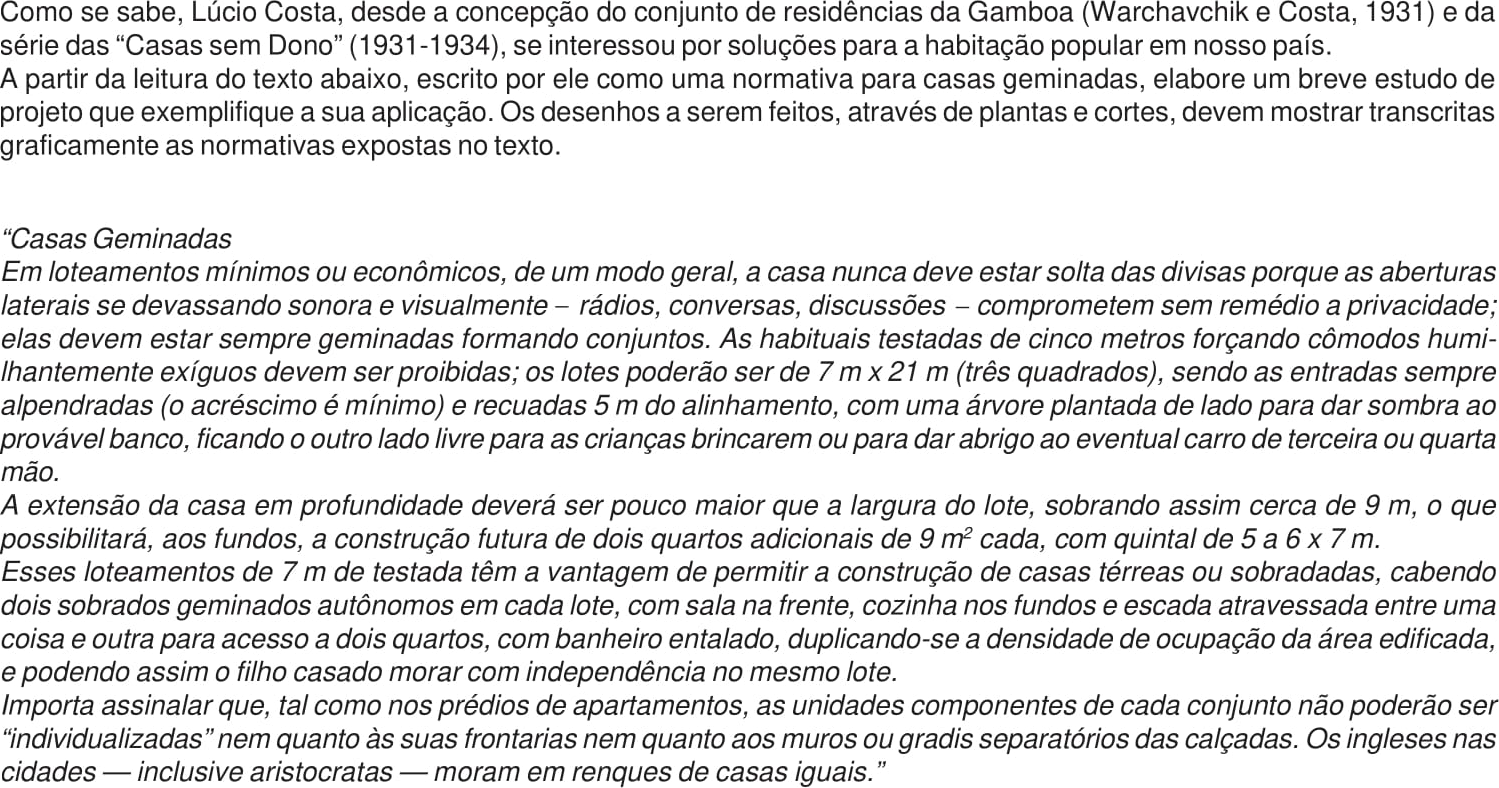 Como se sabe, Lúcio Costa, desde a concepção do conjunto de residências da Gamboa (Warchavchik e Costa, 1931) e da
série das “Casas sem Dono” (1931-1934), se interessou por soluções para a habitação popular em nosso país.
A partir da leitura do texto abaixo, escrito por ele como uma normativa para casas geminadas, elabore um breve estudo de
projeto que exemplifique a sua aplicação. Os desenhos a serem feitos, através de plantas e cortes, devem mostrar transcritas
graficamente as normativas expostas no texto.
“Casas Geminadas
Em loteamentos mínimos ou econômicos, de um modo geral, a casa nunca deve estar solta das divisas porque as aberturas
laterais se devassando sonora e visualmente – rádios, conversas, discussões – comprometem sem remédio a privacidade;
elas devem estar sempre geminadas formando conjuntos. As habituais testadas de cinco metros forçando cômodos humi-
lhantemente exíguos devem ser proibidas; os lotes poderão ser de 7 m x 21 m (três quadrados), sendo as entradas sempre
alpendradas (o acréscimo é mínimo) e recuadas 5 m do alinhamento, com uma árvore plantada de lado para dar sombra ao
provável banco, ficando o outro lado livre para as crianças brincarem ou para dar abrigo ao eventual carro de terceira ou quarta
mão.
A extensão da casa em profundidade deverá ser pouco maior que a largura do lote, sobrando assim cerca de 9 m, o que
possibilitará, aos fundos, a construção futura de dois quartos adicionais de 9 m² cada, com quintal de 5 a 6 x 7 m.
Esses loteamentos de 7 m de testada têm a vantagem de permitir a construção de casas térreas ou sobradadas, cabendo
dois sobrados geminados autônomos em cada lote, com sala na frente, cozinha nos fundos e escada atravessada entre uma
coisa e outra para acesso a dois quartos, com banheiro entalado, duplicando-se a densidade de ocupação da área edificada,
e podendo assim o filho casado morar com independência no mesmo lote.
Importa assinalar que, tal como nos prédios de apartamentos, as unidades componentes de cada conjunto não poderão ser
“individualizadas” nem quanto às suas frontarias nem quanto aos muros ou gradis separatórios das calçadas. Os ingleses nas
cidades — inclusive aristocratas — moram em renques de casas iguais.”